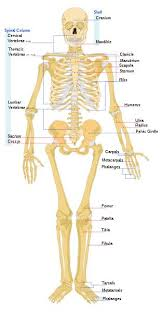 Skull
Cranium
Mandible
Spinal Column
Cervical
Vertebrae
Thoracic
Vertebrae
Lumbar
Vertebrae
Sacrum
Coccyx
Clavicle
Manubrium
Scapula
Sternum
Ribs
Humerus
Ulna
Radius
Pelvic Girdle
Carpals
Metacarpals
Phalanges
Femur
Patella
Tibia
Fibula
Tarsals
Metatarsals
Phalanges